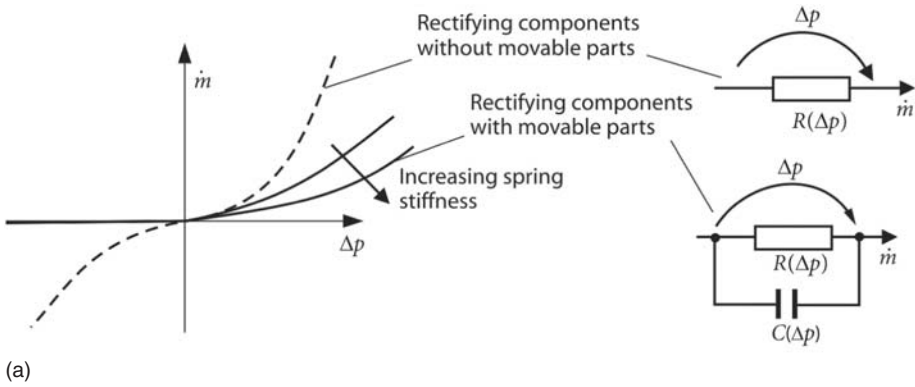 Rectifying components
without movable parts
ṁ
Rectifying components
with movable parts
Increasing spring
stiffness
Δp
Δp
R(Δp)
ṁ
Δp
R(Δp)
ṁ
C(Δp)
(a)